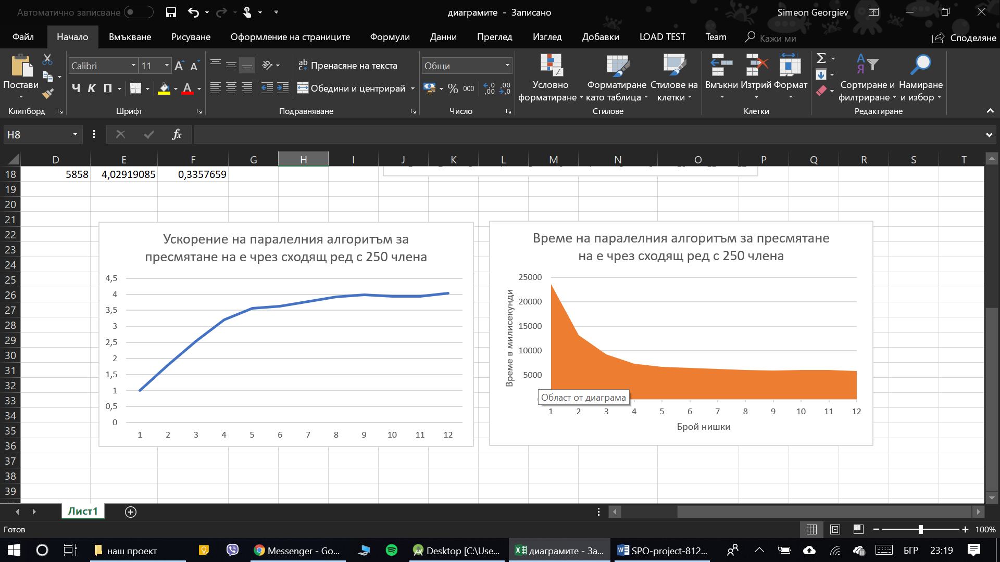 Автоматично записване
диаграмите - Записано
Simeon Georgiev
Файл Начало Вмъкване Рисуване Оформление на страниците Формули Данни Преглед Изглед Добавки LOAD TEST Team Кажи ми Споделяне
Постави
Клипборд
Calibri 11
Ч К П
Шрифт
Пренасяне на текста
Обедини и центрирай
Подравняване
Общи
% 000
Число
Условно форматиране
Форматиране като таблица
Стилове на клетки
Стилове
Вмъкни Изтрий Формат
Клетки
Сортиране и филтриране
Намиране и избор
Редактиране
H8
fx
D E F G H I J K L M N O P Q R S T
18 5858 4,02919085 0,3357659
19
20
21
22
23
24
25
26
27
28
29
30
31
32
33
34
35
36
37
38
39
Ускорение на паралелния алгоритъм за
пресмятане на е чрез сходящ ред с 250 члена
4,5
4
3,5
3
2,5
2
1,5
1
0,5
0
1 2 3 4 5 6 7 8 9 10 11 12
Време на паралелния алгоритъм за пресмятане
на е чрез сходящ ред с 250 члена
Време в милисекунди
25000
20000
15000
10000
5000
Област от диаграма
1 2 3 4 5 6 7 8 9 10 11 12
Брой нишки
Лист1
Готов
100%
наш проект
Messenger - Go...
Desktop [C:\Use...
диаграмите - За...
SPO-project-812...
БГР
23:19